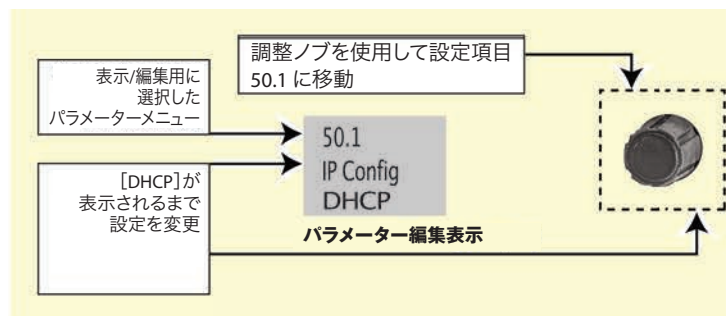 調整ノブを使用して設定項目
50.1 に移動
表示/編集用に
選択した
パラメーターメニュー
50.1
IP Config
DHCP
［DHCP］が
表示されるまで
設定を変更
パラメーター編集表示